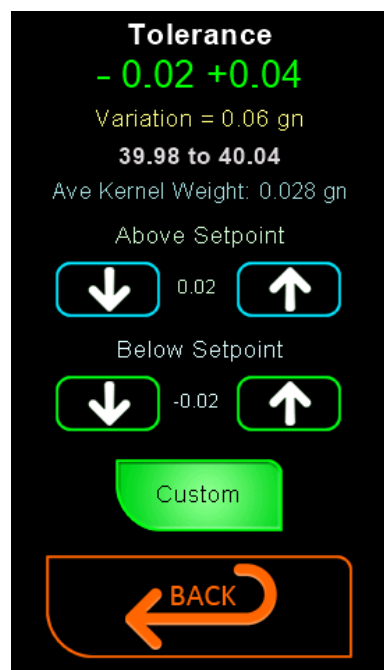 Tolerance
- 0.02 +0.04
Variation = 0.06 gn
39.98 to 40.04
Ave Kernel Weight: 0.028 gn
Above Setpoint
0.02
Below Setpoint
-0.02
Custom
BACK